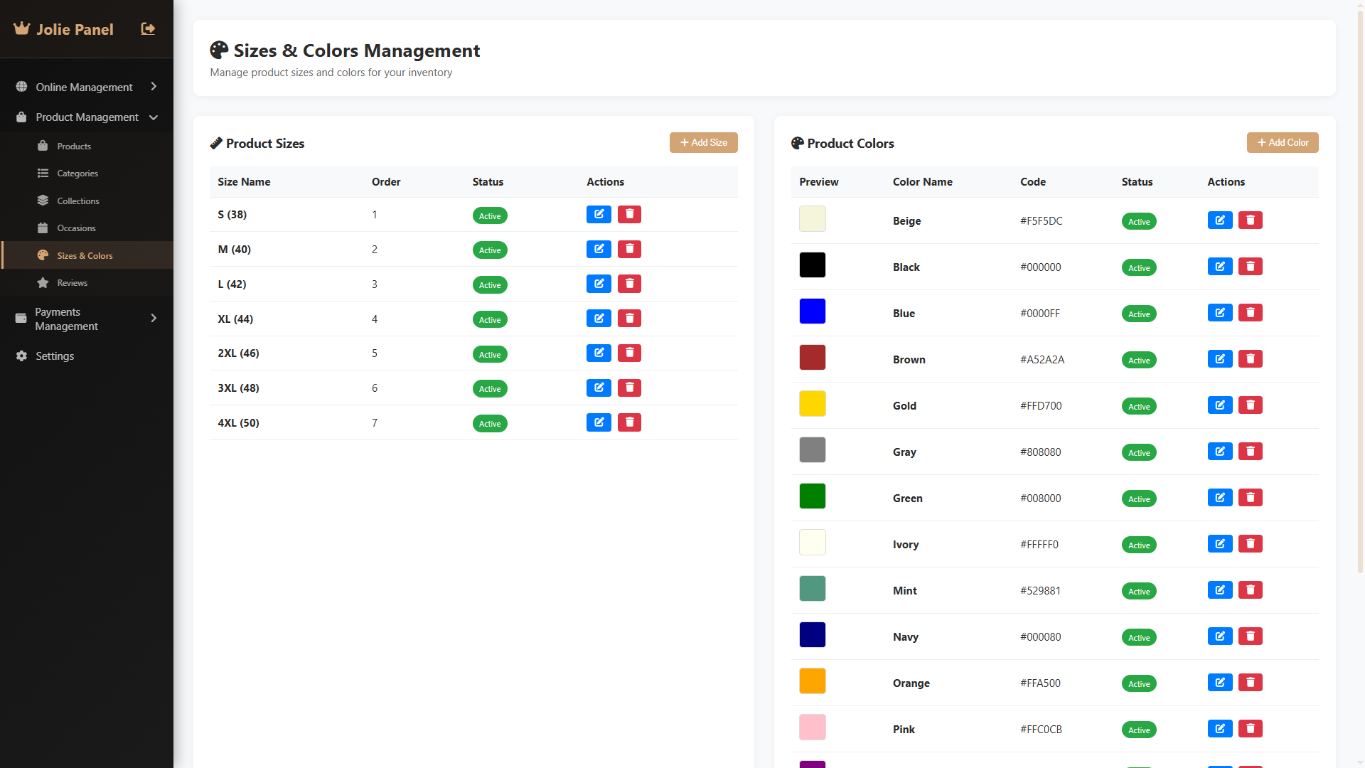 Jolie Panel
Online Management
Product Management
Products
Categories
Collections
Occasions
Sizes & Colors
Reviews
Payments
Management
Settings
Sizes & Colors Management
Manage product sizes and colors for your inventory
Product Sizes
+ Add Size
Size Name Order Status Actions
S (38) 1 Active
M (40) 2 Active
L (42) 3 Active
XL (44) 4 Active
2XL (46) 5 Active
3XL (48) 6 Active
4XL (50) 7 Active
Product Colors
+ Add Color
Preview Color Name Code Status Actions
Beige #F5F5DC Active
Black #000000 Active
Blue #0000FF Active
Brown #A52A2A Active
Gold #FFD700 Active
Gray #808080 Active
Green #008000 Active
Ivory #FFFFF0 Active
Mint #529881 Active
Navy #000080 Active
Orange #FFA500 Active
Pink #FFC0CB Active